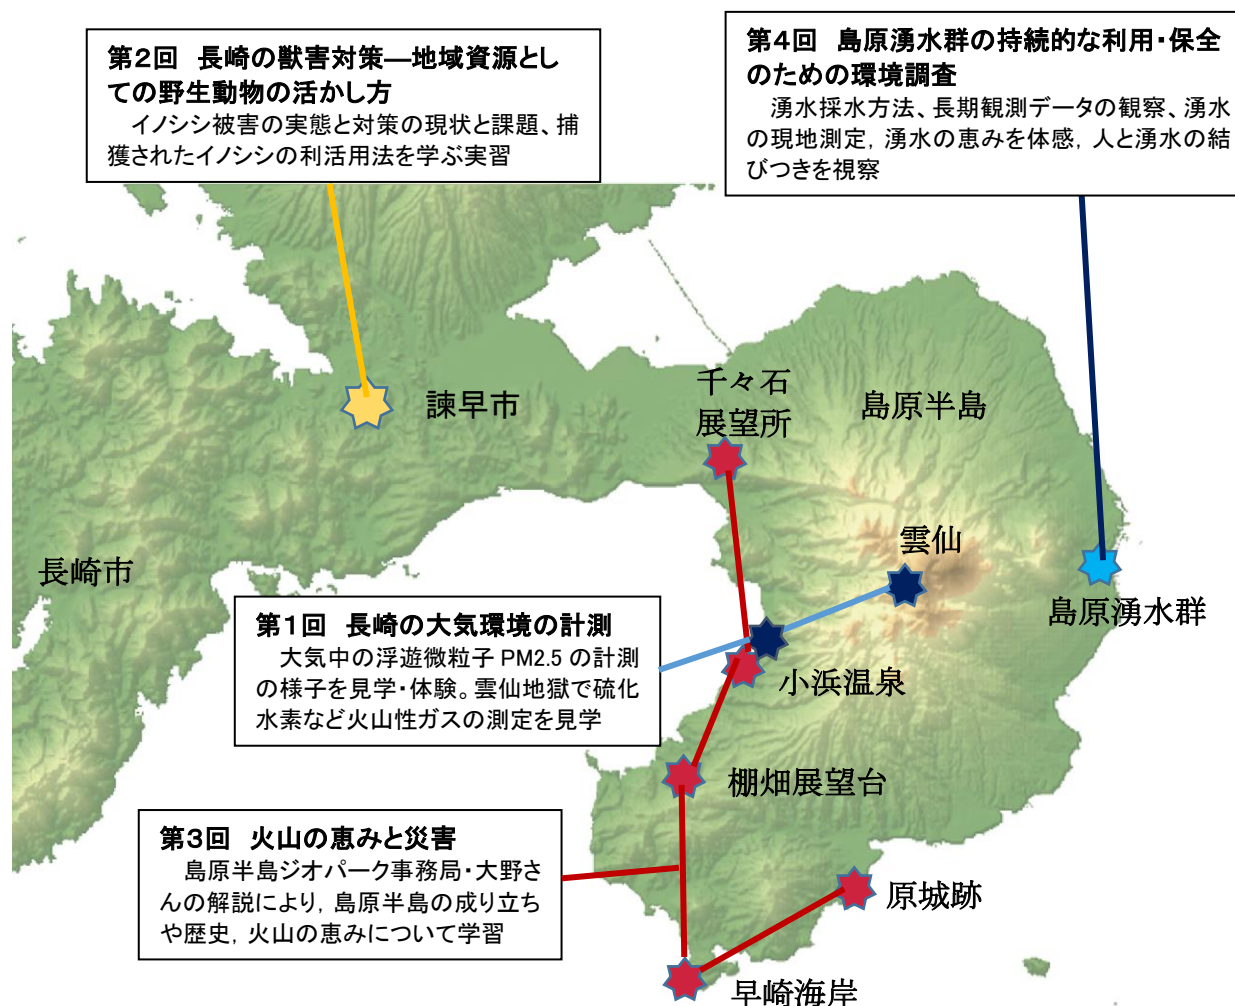 第2回　長崎の獣害対策―地域資源とし
ての野生動物の活かし方
　イノシシ被害の実態と対策の現状と課題、捕
獲されたイノシシの利活用法を学ぶ実習
第4回　島原湧水群の持続的な利用・保全
のための環境調査
　湧水採水方法、長期観測データの観察、湧水
の現地測定, 湧水の恵みを体感, 人と湧水の結
びつきを視察
千々石
展望所
島原半島
諫早市
雲仙
長崎市
島原湧水群
第1回　長崎の大気環境の計測
　大気中の浮遊微粒子 PM2.5 の計測
の様子を見学・体験。雲仙地獄で硫化
水素など火山性ガスの測定を見学
小浜温泉
棚畑展望台
第3回　火山の恵みと災害
　島原半島ジオパーク事務局・大野さ
んの解説により, 島原半島の成り立ち
や歴史, 火山の恵みについて学習
原城跡
早崎海岸